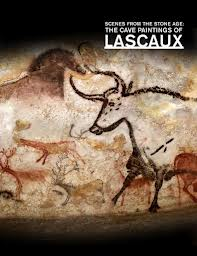 SCENES FROM THE STONE AGE:
THE CAVE PAINTINGS OF
LASCAUX